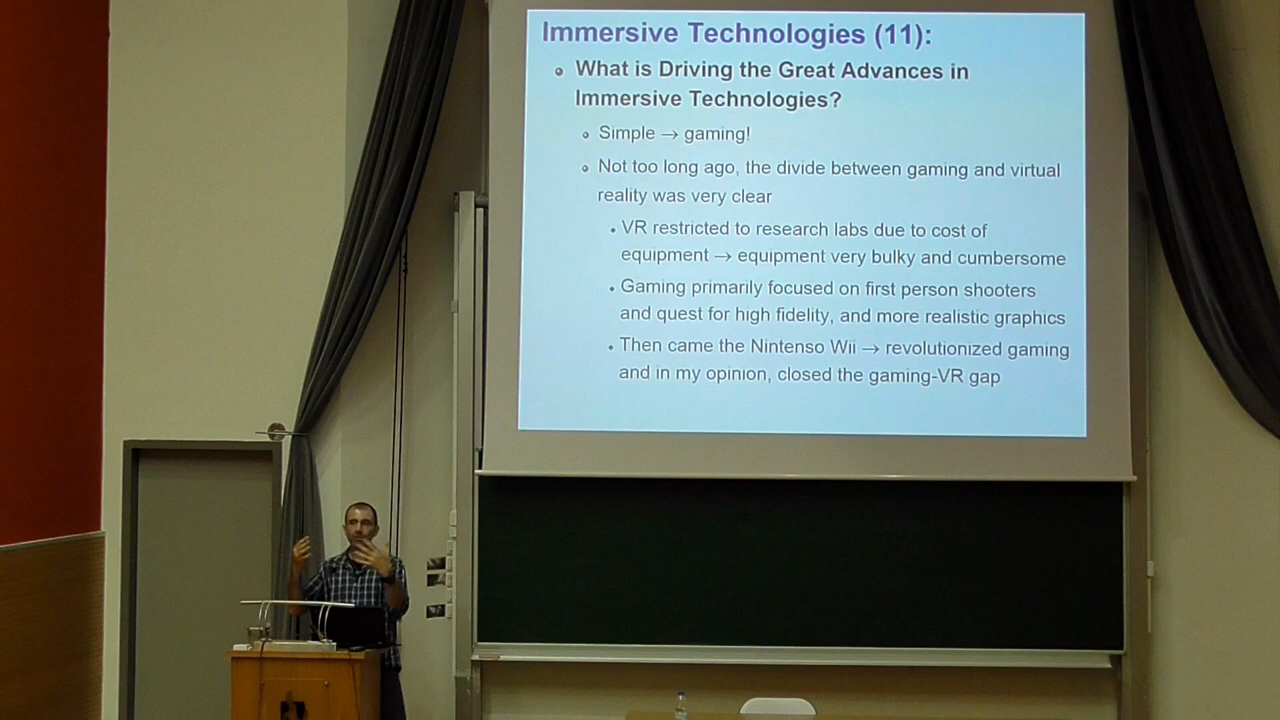 Immersive Technologies (11):
What is Driving the Great Advances in
Immersive Technologies?
Simple → gaming!
Not too long ago, the divide between gaming and virtual
reality was very clear
VR restricted to research labs due to cost of
equipment → equipment very bulky and cumbersome
Gaming primarily focused on first person shooters
and quest for high fidelity, and more realistic graphics
Then came the Nintenso Wii → revolutionized gaming
and in my opinion, closed the gaming-VR gap